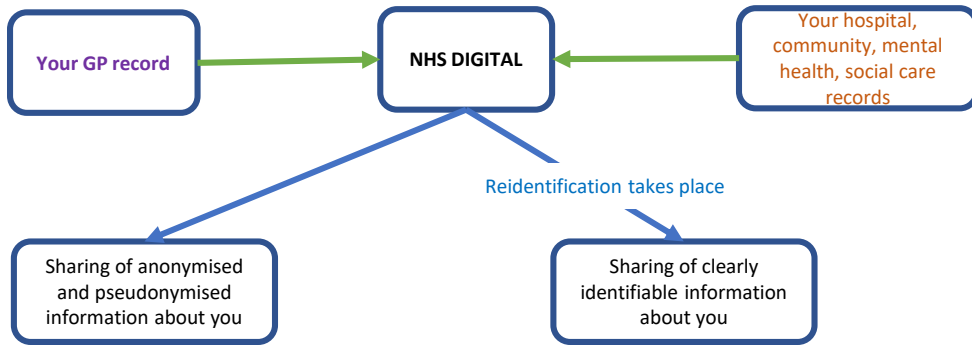 Your GP record
NHS DIGITAL
Your hospital,
community, mental
health, social care
records
Reidentification takes place
Sharing of anonymised
and pseudonymised
information about you
Sharing of clearly
identifiable information
about you